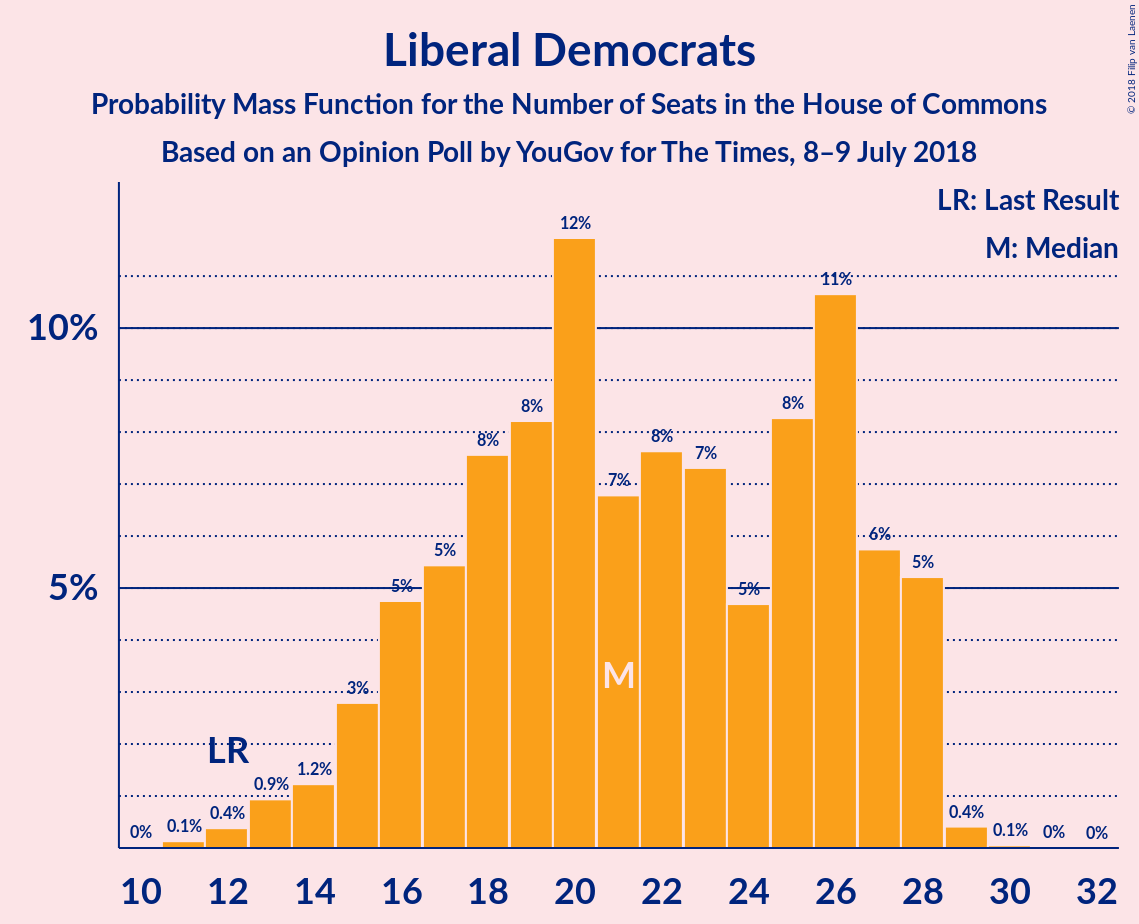 Liberal Democrats
Probability Mass Function for the Number of Seats in the House of Commons
Based on an Opinion Poll by YouGov for The Times, 8–9 July 2018
© 2018 Filip van Laenen
LR: Last Result
M: Median
10%
5%
0%
0.1%
0.4%
0.9%
1.2%
3%
5%
5%
8%
8%
12%
7%
8%
7%
5%
8%
11%
6%
5%
0.4%
0.1%
0%
0%
LR
M
10 12 14 16 18 20 22 24 26 28 30 32